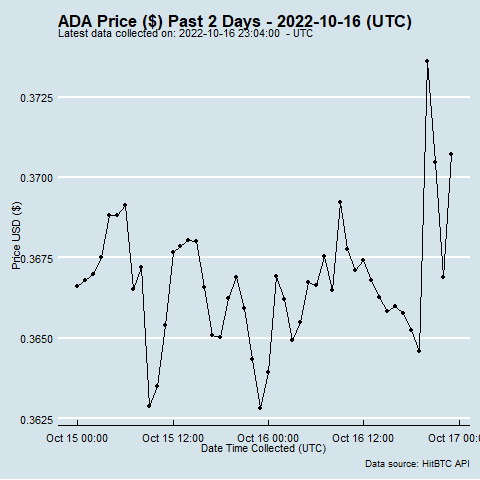 ADA Price ($) Past 2 Days - 2022-10-16 (UTC)
Latest data collected on: 2022-10-16 23:04:00  - UTC
0.3725
0.3700
0.3675
0.3650
0.3625
Price USD ($)
Oct 15 00:00 Oct 15 12:00 Oct 16 00:00 Oct 16 12:00 Oct 17 00:00
Date Time Collected (UTC)
Data source: HitBTC API